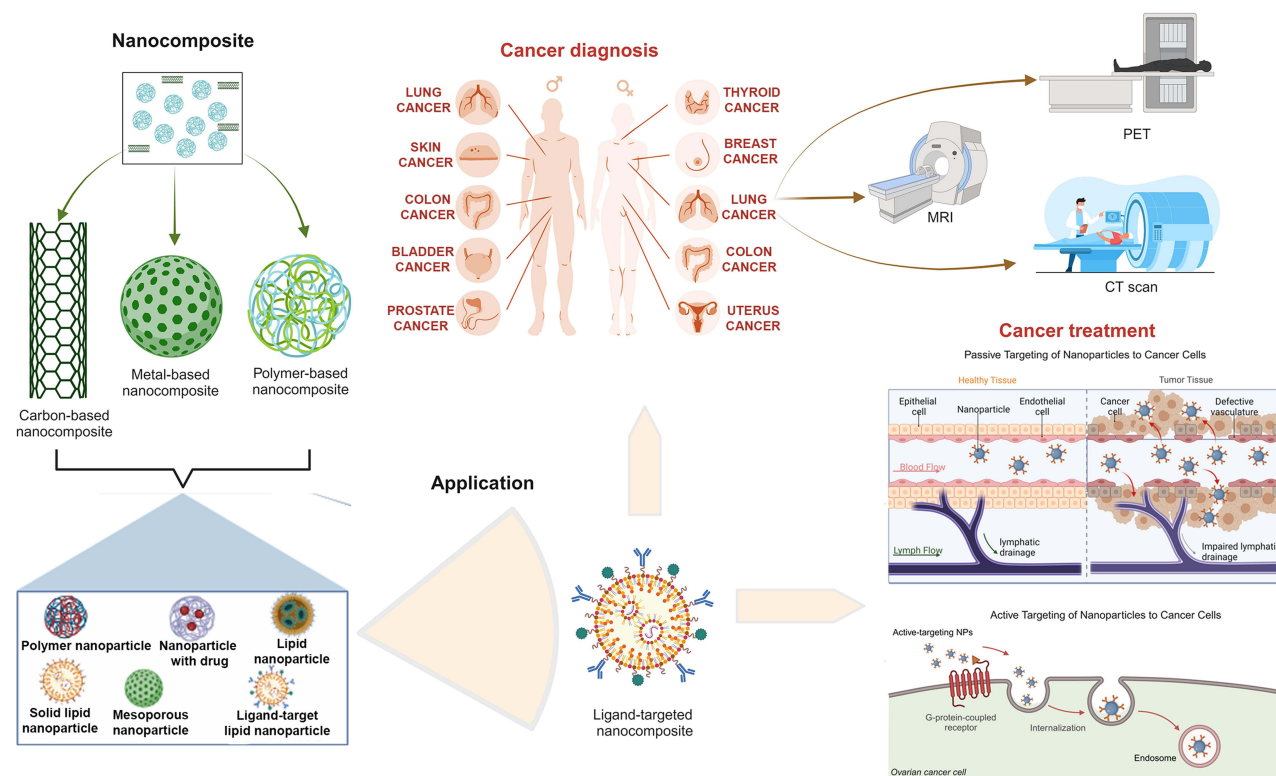 Nanocomposite
Carbon-based
nanocomposite
Metal-based
nanocomposite
Polymer-based
nanocomposite
Polymer nanoparticle
Nanoparticle
with drug
Lipid
nanoparticle
Solid lipid
nanoparticle
Mesoporous
nanoparticle
Ligand-target
lipid nanoparticle
Application
Ligand-targeted
nanocomposite
Cancer diagnosis
LUNG
CANCER
SKIN
CANCER
COLON
CANCER
BLADDER
CANCER
PROSTATE
CANCER
THYROID
CANCER
BREAST
CANCER
LUNG
CANCER
COLON
CANCER
UTERUS
CANCER
PET
MRI
CT scan
Cancer treatment
Passive Targeting of Nanoparticles to Cancer Cells
Healthy Tissue
Tumor Tissue
Epithelial
cell
Nanoparticle
Endothelial
cell
Cancer
cell
Defective
vasculature
Blood Flow
Lymph Flow
lymphatic
drainage
Impaired lymphatic
drainage
Active Targeting of Nanoparticles to Cancer Cells
Active-targeting NPs
G-protein-coupled
receptor
Internalization
Endosome
Ovarian cancer cell